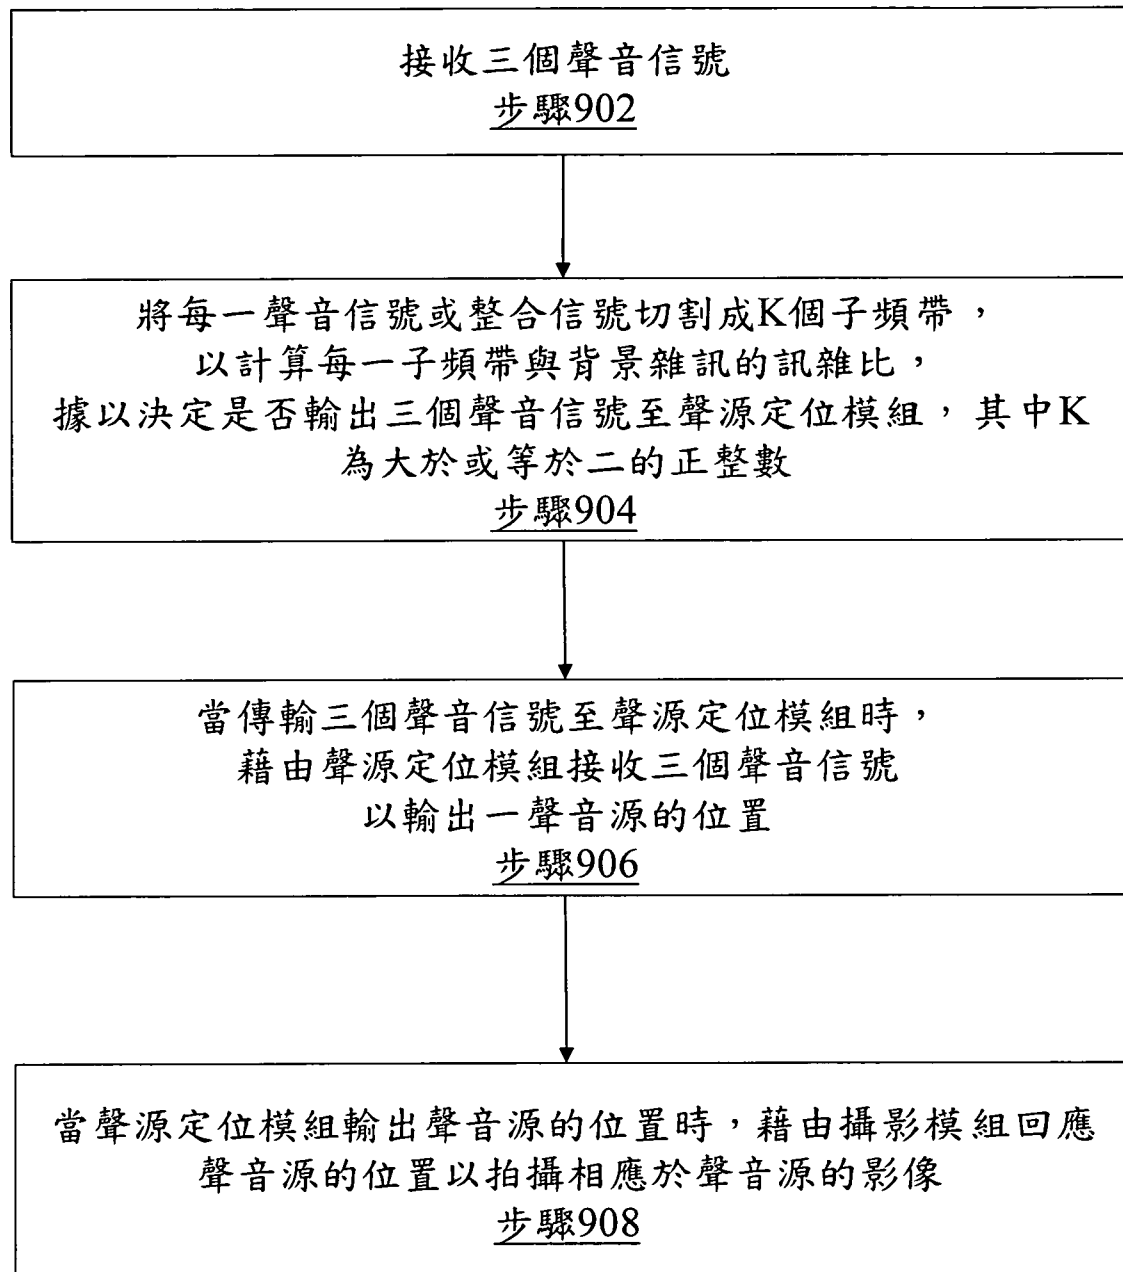 接收三個聲音信號
步驟902
將每一聲音信號或整合信號切割成K個子頻帶，
以計算每一子頻帶與背景雜訊的訊雜比，
據以決定是否輸出三個聲音信號至聲源定位模組，其中K
為大於或等於二的正整數
步驟904
當傳輸三個聲音信號至聲源定位模組時，
藉由聲源定位模組接收三個聲音信號
以輸出一聲音源的位置
步驟906
當聲源定位模組輸出聲音源的位置時，藉由攝影模組回應
聲音源的位置以拍攝相應於聲音源的影像
步驟908